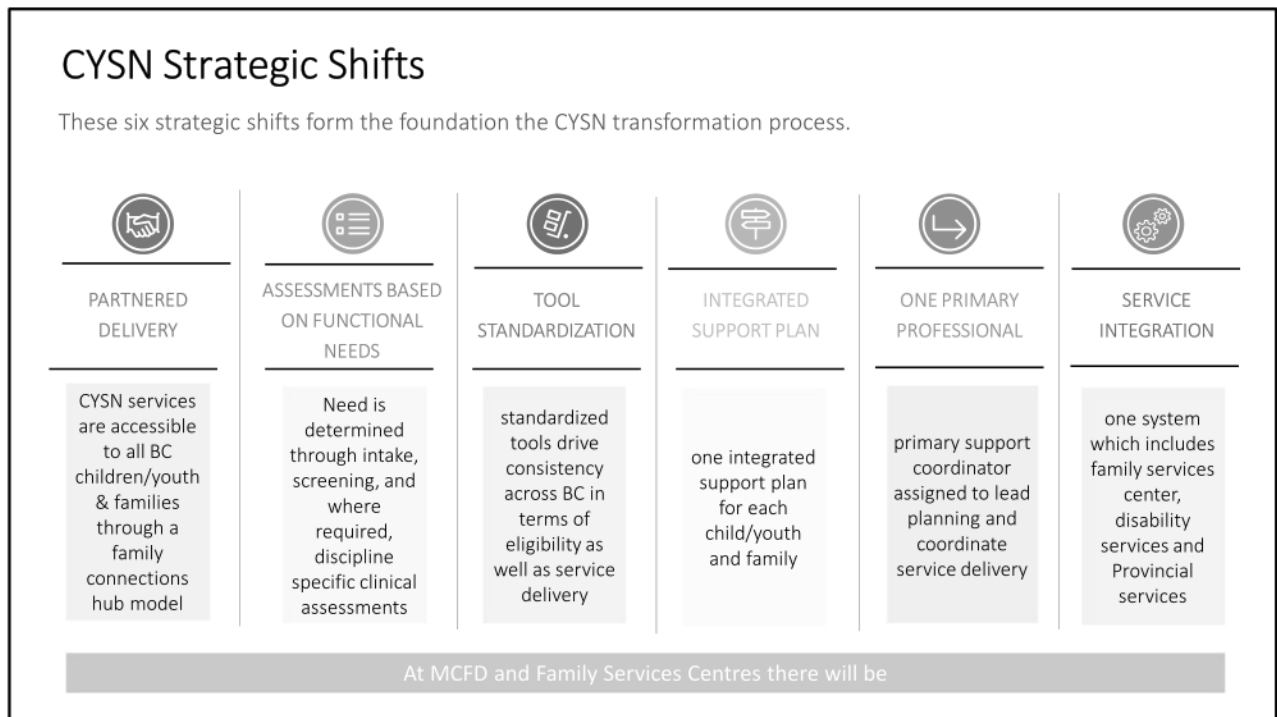 CYSN Strategic Shifts
These six strategic shifts form the foundation the CYSN transformation process.
PARTNERED
DELIVERY
CYSN services
are accessible
to all BC
children/youth
& families
through a
family
connections
hub model
ASSESSMENTS BASED
ON FUNCTIONAL
NEEDS
Need is
determined
through intake,
screening, and
where
required,
discipline
specific clinical
assessments
TOOL
STANDARDIZATION
standardized
tools drive
consistency
across BC in
terms of
eligibility as
well as service
delivery
INTEGRATED
SUPPORT PLAN
one integrated
support plan
for each
child/youth
and family
ONE PRIMARY
PROFESSIONAL
primary support
coordinator
assigned to lead
planning and
coordinate
service delivery
SERVICE
INTEGRATION
one system
which includes
family services
center,
disability
services and
Provincial
services
At MCFD and Family Services Centres there will be